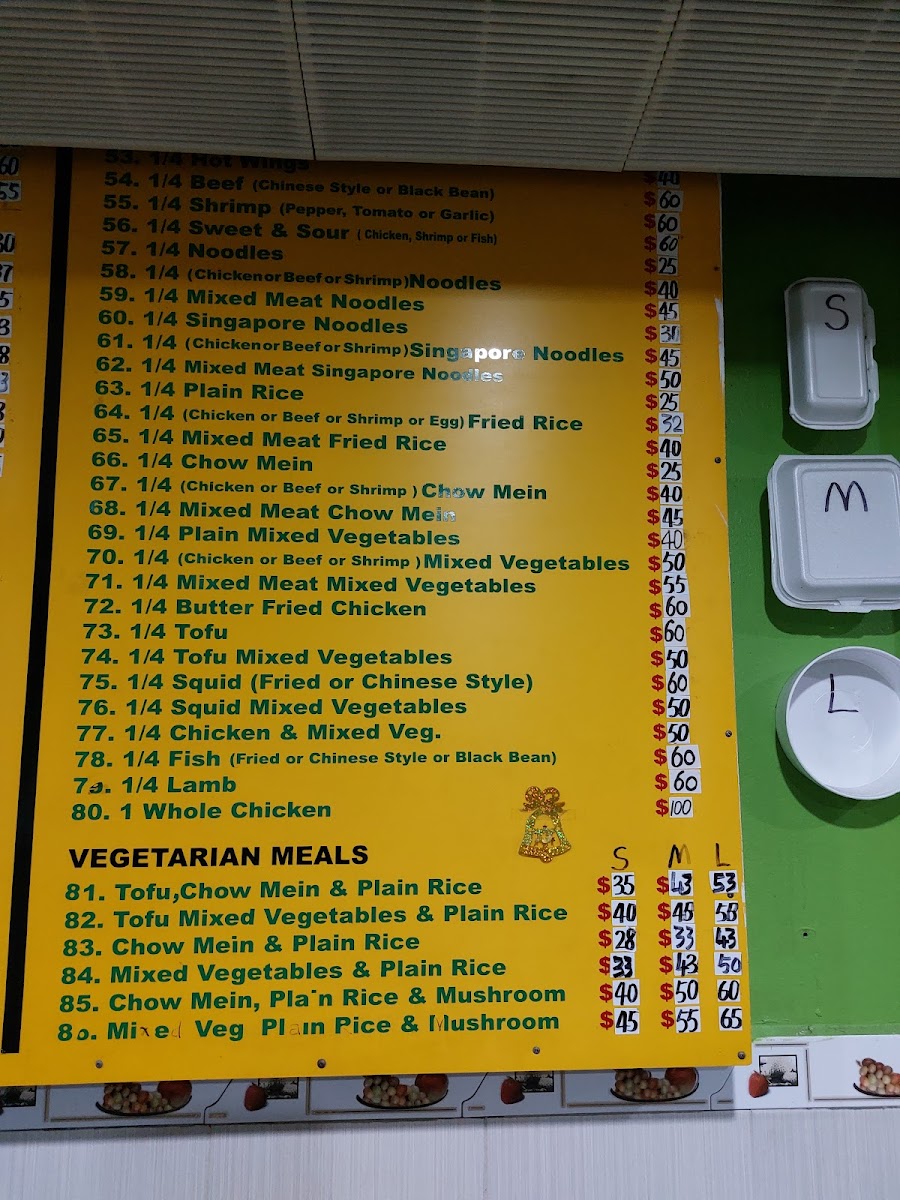 53. 1/4 Hot Wings $40
54. 1/4 Beef (Chinese Style or Black Bean) $60
55. 1/4 Shrimp (Pepper, Tomato or Garlic) $60
56. 1/4 Sweet & Sour ( Chicken, Shrimp or Fish) $60
57. 1/4 Noodles $25
58. 1/4 (Chicken or Beef or Shrimp) Noodles $40
59. 1/4 Mixed Meat Noodles $45
60. 1/4 Singapore Noodles $
61. 1/4 (Chicken or Beef or Shrimp) Singapore Noodles $45
62. 1/4 Mixed Meat Singapore Noodles $50
63. 1/4 Plain Rice $25
64. 1/4 (Chicken or Beef or Shrimp or Egg) Fried Rice $32
65. 1/4 Mixed Meat Fried Rice $40
66. 1/4 Chow Mein $25
67. 1/4 (Chicken or Beef or Shrimp ) Chow Mein $40
68. 1/4 Mixed Meat Chow Mein $45
69. 1/4 Plain Mixed Vegetables $40
70. 1/4 (Chicken or Beef or Shrimp ) Mixed Vegetables $50
71. 1/4 Mixed Meat Mixed Vegetables $55
72. 1/4 Butter Fried Chicken $60
73. 1/4 Tofu $60
74. 1/4 Tofu Mixed Vegetables $50
75. 1/4 Squid (Fried or Chinese Style) $60
76. 1/4 Squid Mixed Vegetables $50
77. 1/4 Chicken & Mixed Veg. $50
78. 1/4 Fish (Fried or Chinese Style or Black Bean) $60
79. 1/4 Lamb $60
80. 1 Whole Chicken $100
VEGETARIAN MEALS S M L
81. Tofu,Chow Mein & Plain Rice $35 $43 53
82. Tofu Mixed Vegetables & Plain Rice $40 $48 58
83. Chow Mein & Plain Rice $28 $33 43
84. Mixed Vegetables & Plain Rice $33 $43 50
85. Chow Mein, Plain Rice & Mushroom $40 $50 60
86. Mixed Veg Plain Rice & Mushroom $45 $55 65
S
M
L